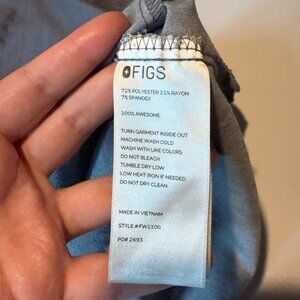 FIGS
72% POLYESTER 21% RAYON
7% SPANDEX
100% AWESOME
TURN GARMENT INSIDE OUT
MACHINE WASH COLD
WASH WITH LIKE COLORS
DO NOT BLEACH
TUMBLE DRY LOW
LOW HEAT IRON IF NEEDED
DO NOT DRY CLEAN
MADE IN VIETNAM
STYLE #FW1100
PO# 2693